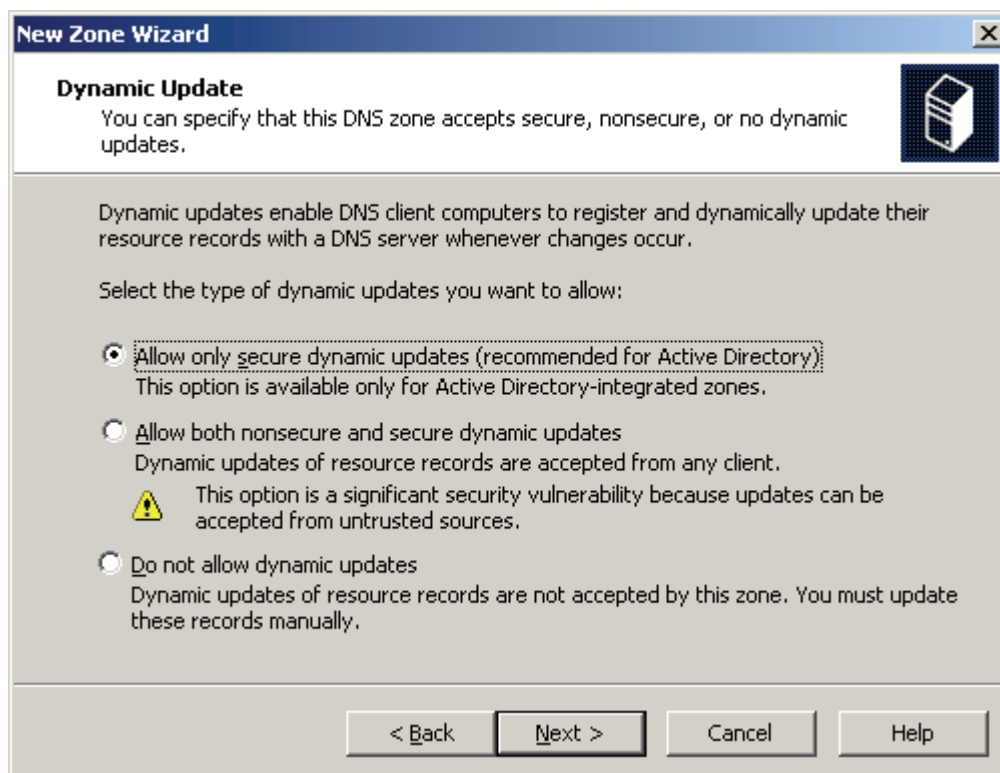 New Zone Wizard
Dynamic Update
You can specify that this DNS zone accepts secure, nonsecure, or no dynamic
updates.
Dynamic updates enable DNS client computers to register and dynamically update their
resource records with a DNS server whenever changes occur.
Select the type of dynamic updates you want to allow:
Allow only secure dynamic updates (recommended for Active Directory)
This option is available only for Active Directory-integrated zones.
Allow both nonsecure and secure dynamic updates
Dynamic updates of resource records are accepted from any client.
This option is a significant security vulnerability because updates can be
accepted from untrusted sources.
Do not allow dynamic updates
Dynamic updates of resource records are not accepted by this zone. You must update
these records manually.
< Back Next > Cancel Help